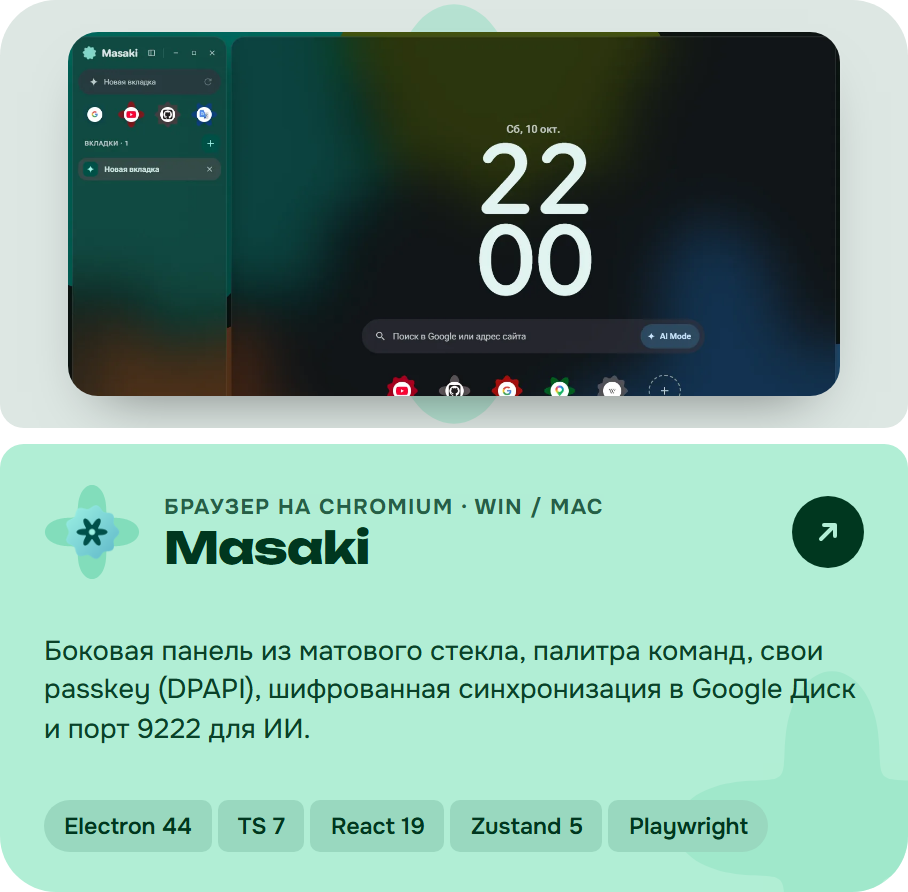 Masaki
Новая вкладка
ВКЛАДКИ · 1
Новая вкладка
Сб, 10 окт.
22
00
Поиск в Google или адрес сайта
AI Mode
БРАУЗЕР НА CHROMIUM · WIN / MAC
Masaki
Боковая панель из матового стекла, палитра команд, свои
passkey (DPAPI), шифрованная синхронизация в Google Диск
и порт 9222 для ИИ.
Electron 44
TS 7
React 19
Zustand 5
Playwright